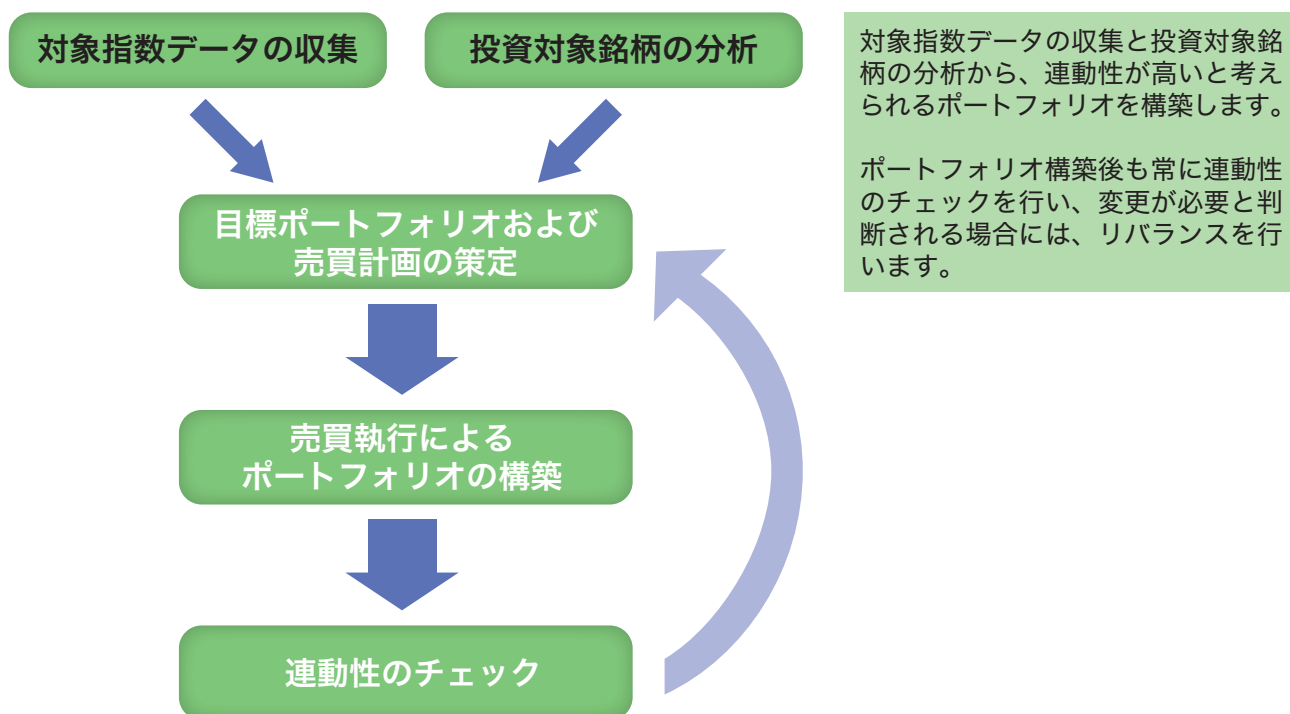 対象指数データの収集
投資対象銘柄の分析
対象指数データの収集と投資対象銘
柄の分析から、連動性が高いと考え
られるポートフォリオを構築します。
ポートフォリオ構築後も常に連動性
のチェックを行い、変更が必要と判
断される場合には、リバランスを行
います。
目標ポートフォリオおよび
売買計画の策定
売買執行による
ポートフォリオの構築
連動性のチェック